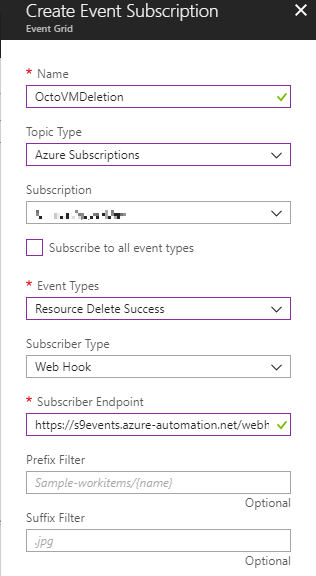 Create Event Subscription
Event Grid
* Name
OctoVMDeletion
Topic Type
Azure Subscriptions
Subscription
Subscribe to all event types
* Event Types
Resource Delete Success
Subscriber Type
Web Hook
* Subscriber Endpoint
https://s9events.azure-automation.net/webh
Prefix Filter
Sample-workitems/{name}
Optional
Suffix Filter
.jpg
Optional